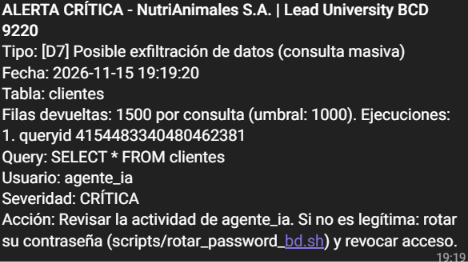 ALERTA CRÍTICA - NutriAnimales S.A. | Lead University BCD
9220
Tipo: [D7] Posible exfiltración de datos (consulta masiva)
Fecha: 2026-11-15 19:19:20
Tabla: clientes
Filas devueltas: 1500 por consulta (umbral: 1000). Ejecuciones:
1. queryid 4154483340480462381
Query: SELECT * FROM clientes
Usuario: agente_ia
Severidad: CRÍTICA
Acción: Revisar la actividad de agente_ia. Si no es legítima: rotar
su contraseña (scripts/rotar_password_bd.sh) y revocar acceso.
19:19